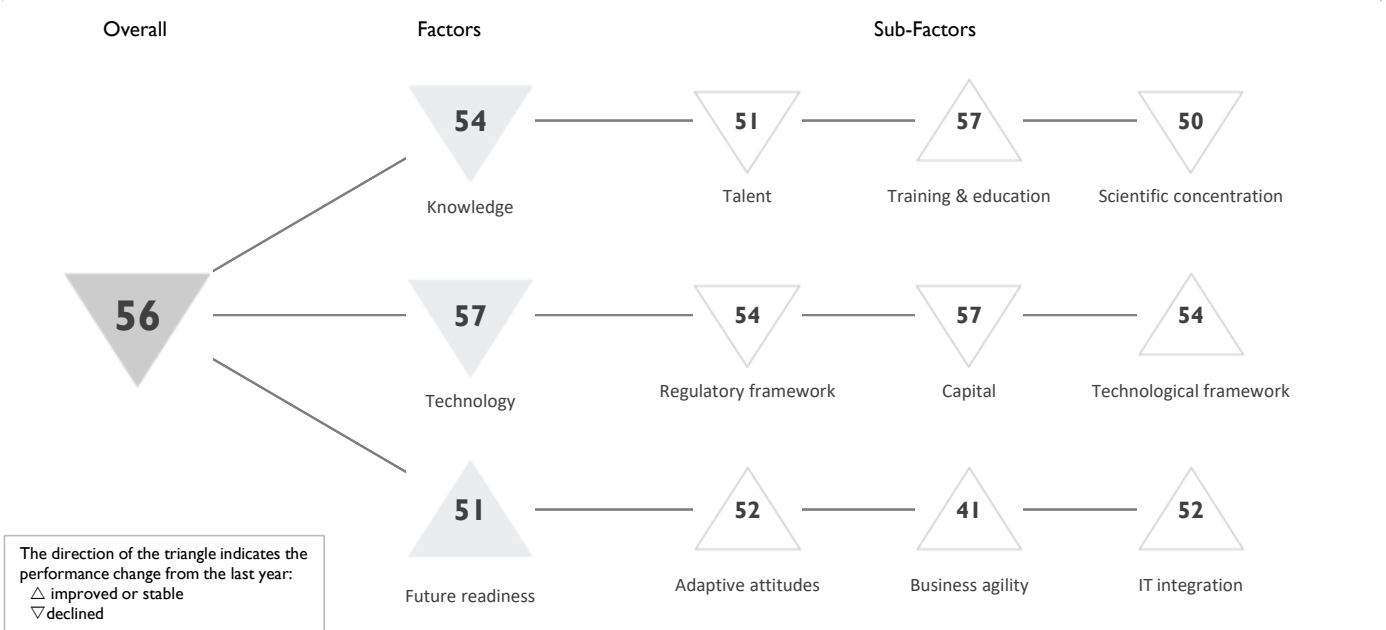 Overall Factors Sub-Factors
54 51 57 50
Knowledge Talent Training & education Scientific concentration
56 57 54 57 54
Technology Regulatory framework Capital Technological framework
51 52 41 52
Future readiness Adaptive attitudes Business agility IT integration
The direction of the triangle indicates the
performance change from the last year:
△ improved or stable
▽ declined